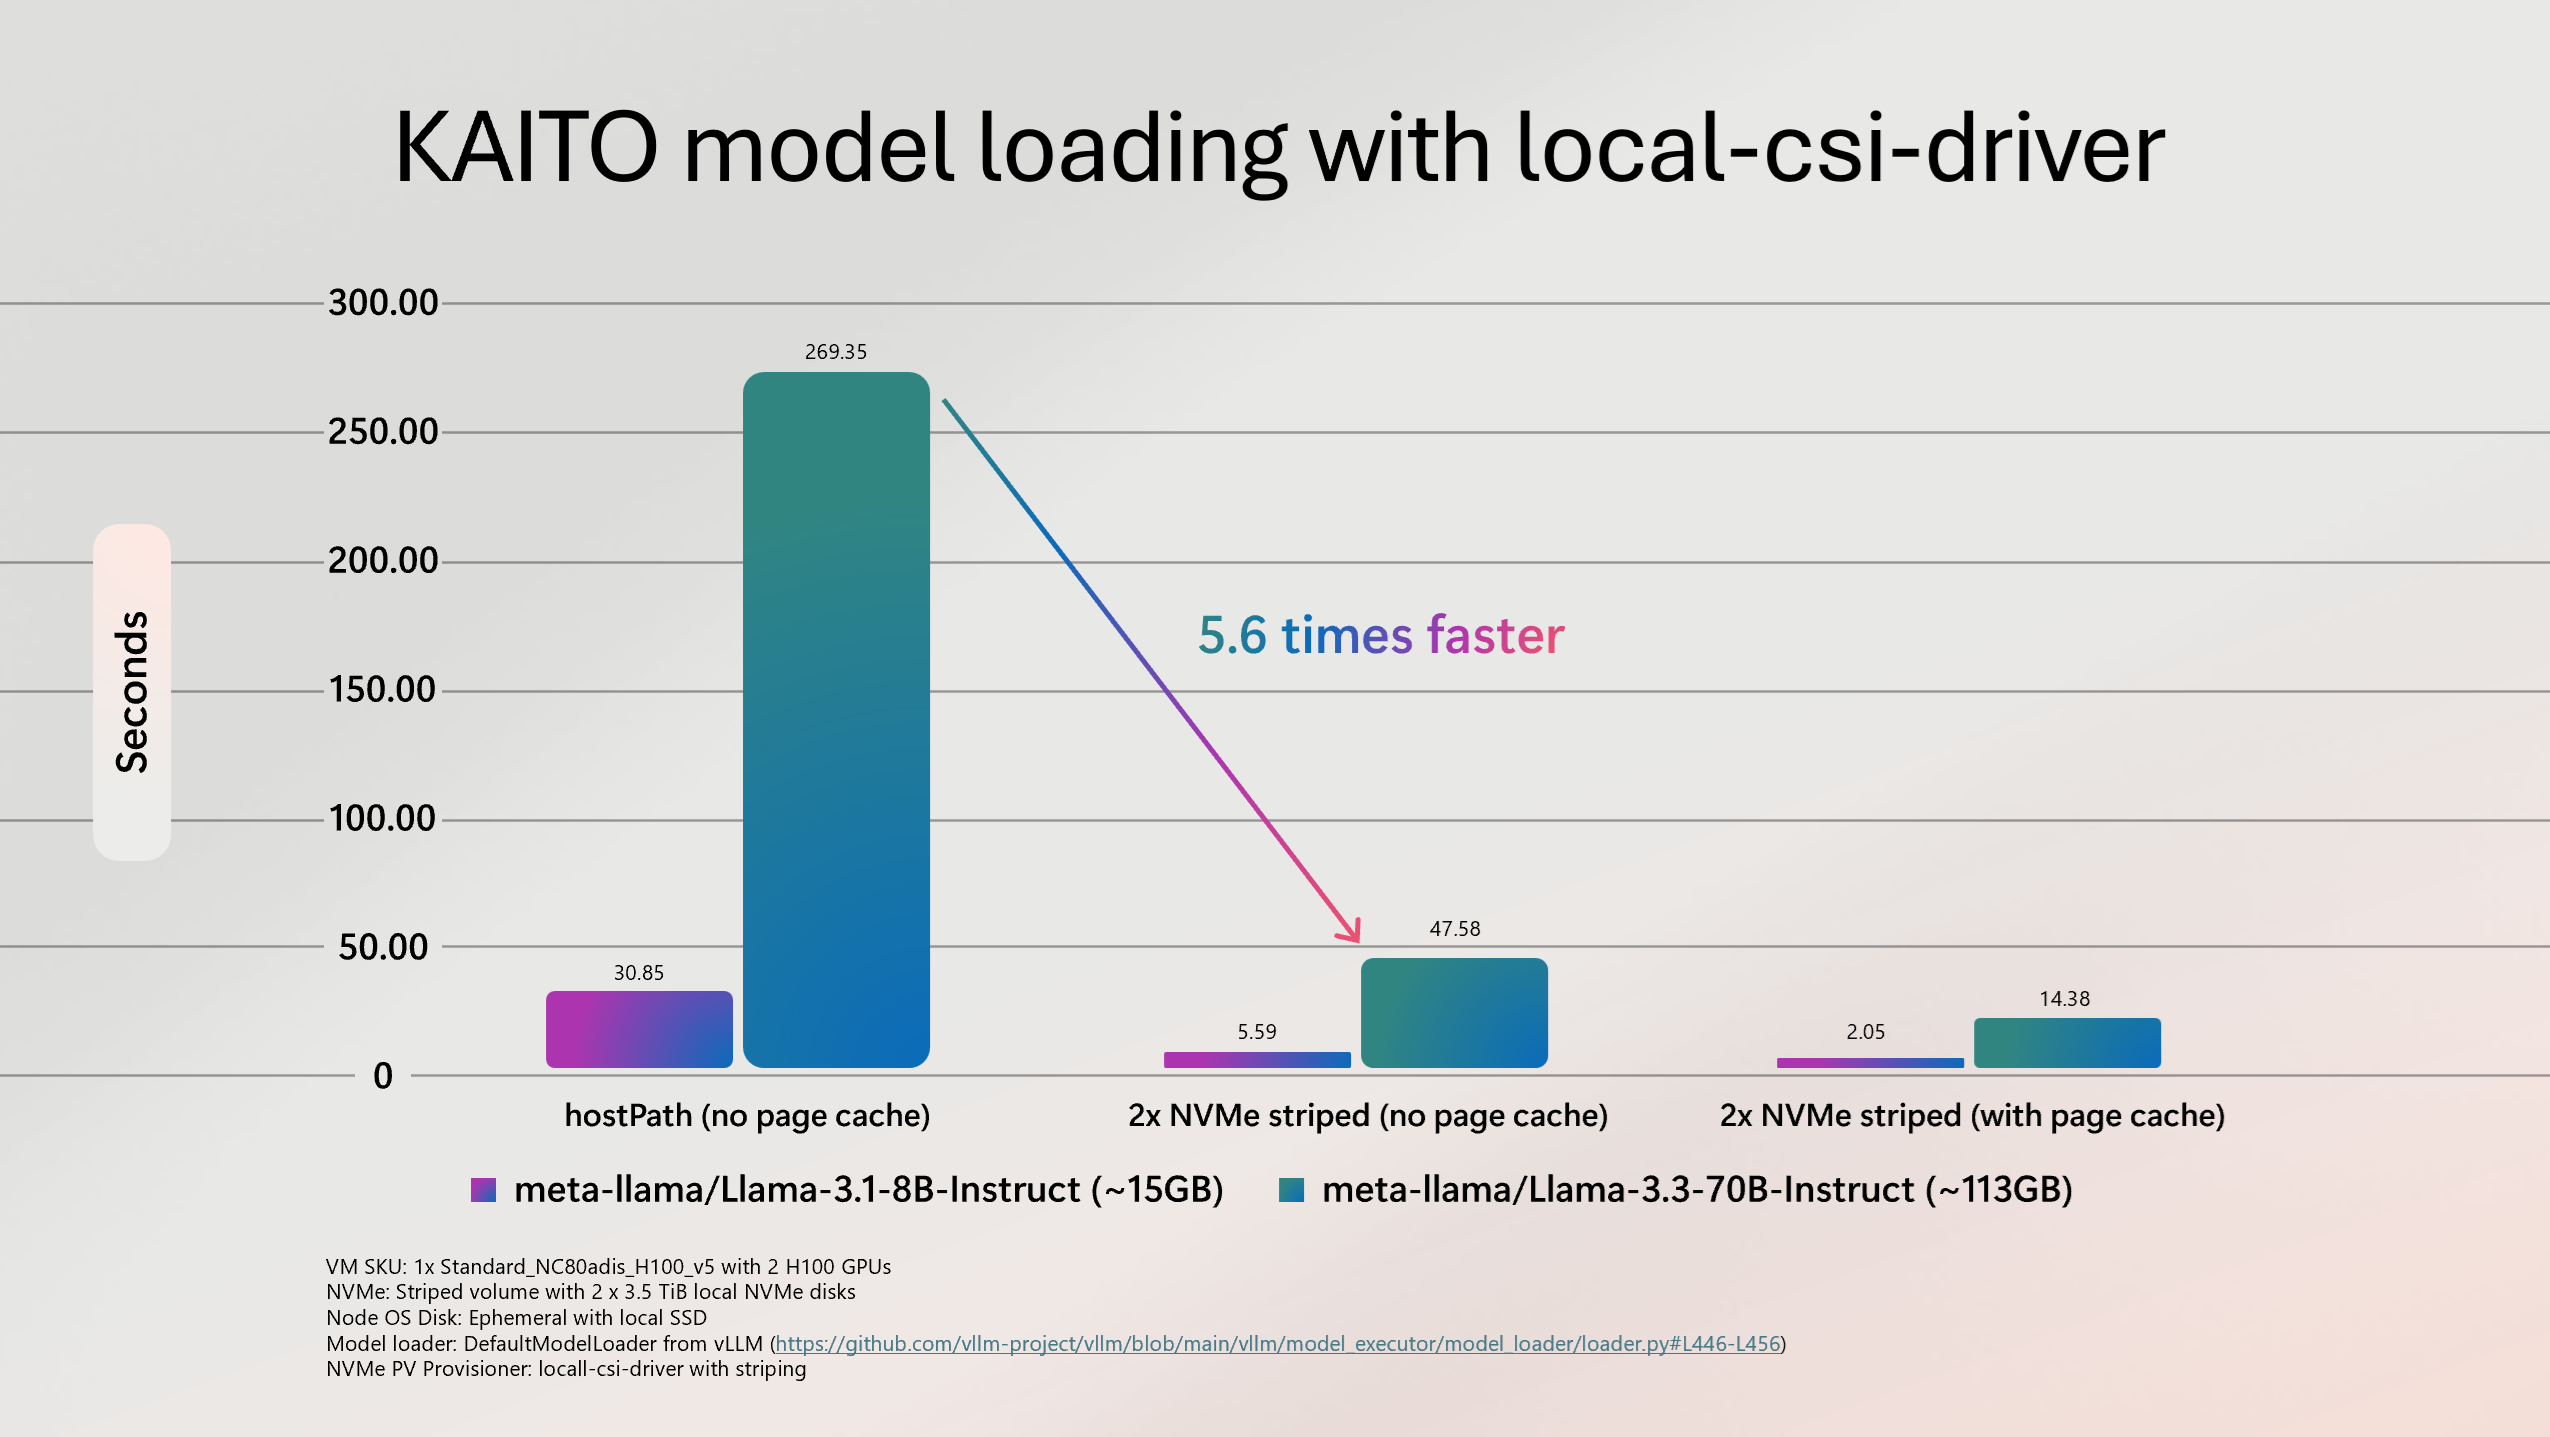 KAITO model loading with local-csi-driver
300.00
269.35
250.00
200.00
5.6 times faster
Seconds
150.00
100.00
47.58
50.00
30.85
14.38
5.59
2.05
0
hostPath (no page cache)
2x NVMe striped (no page cache)
2x NVMe striped (with page cache)
meta-llama/Llama-3.1-8B-Instruct (~15GB)
meta-llama/Llama-3.3-70B-Instruct (~113GB)
VM SKU: 1x Standard_NC80adis_H100_v5 with 2 H100 GPUs
NVMe: Striped volume with 2 x 3.5 TiB local NVMe disks
Node OS Disk: Ephemeral with local SSD
Model loader: DefaultModelLoader from vLLM (https://github.com/vllm-project/vllm/blob/main/vllm/model_executor/model_loader/loader.py#L446-L456)
NVMe PV Provisioner: locall-csi-driver with striping